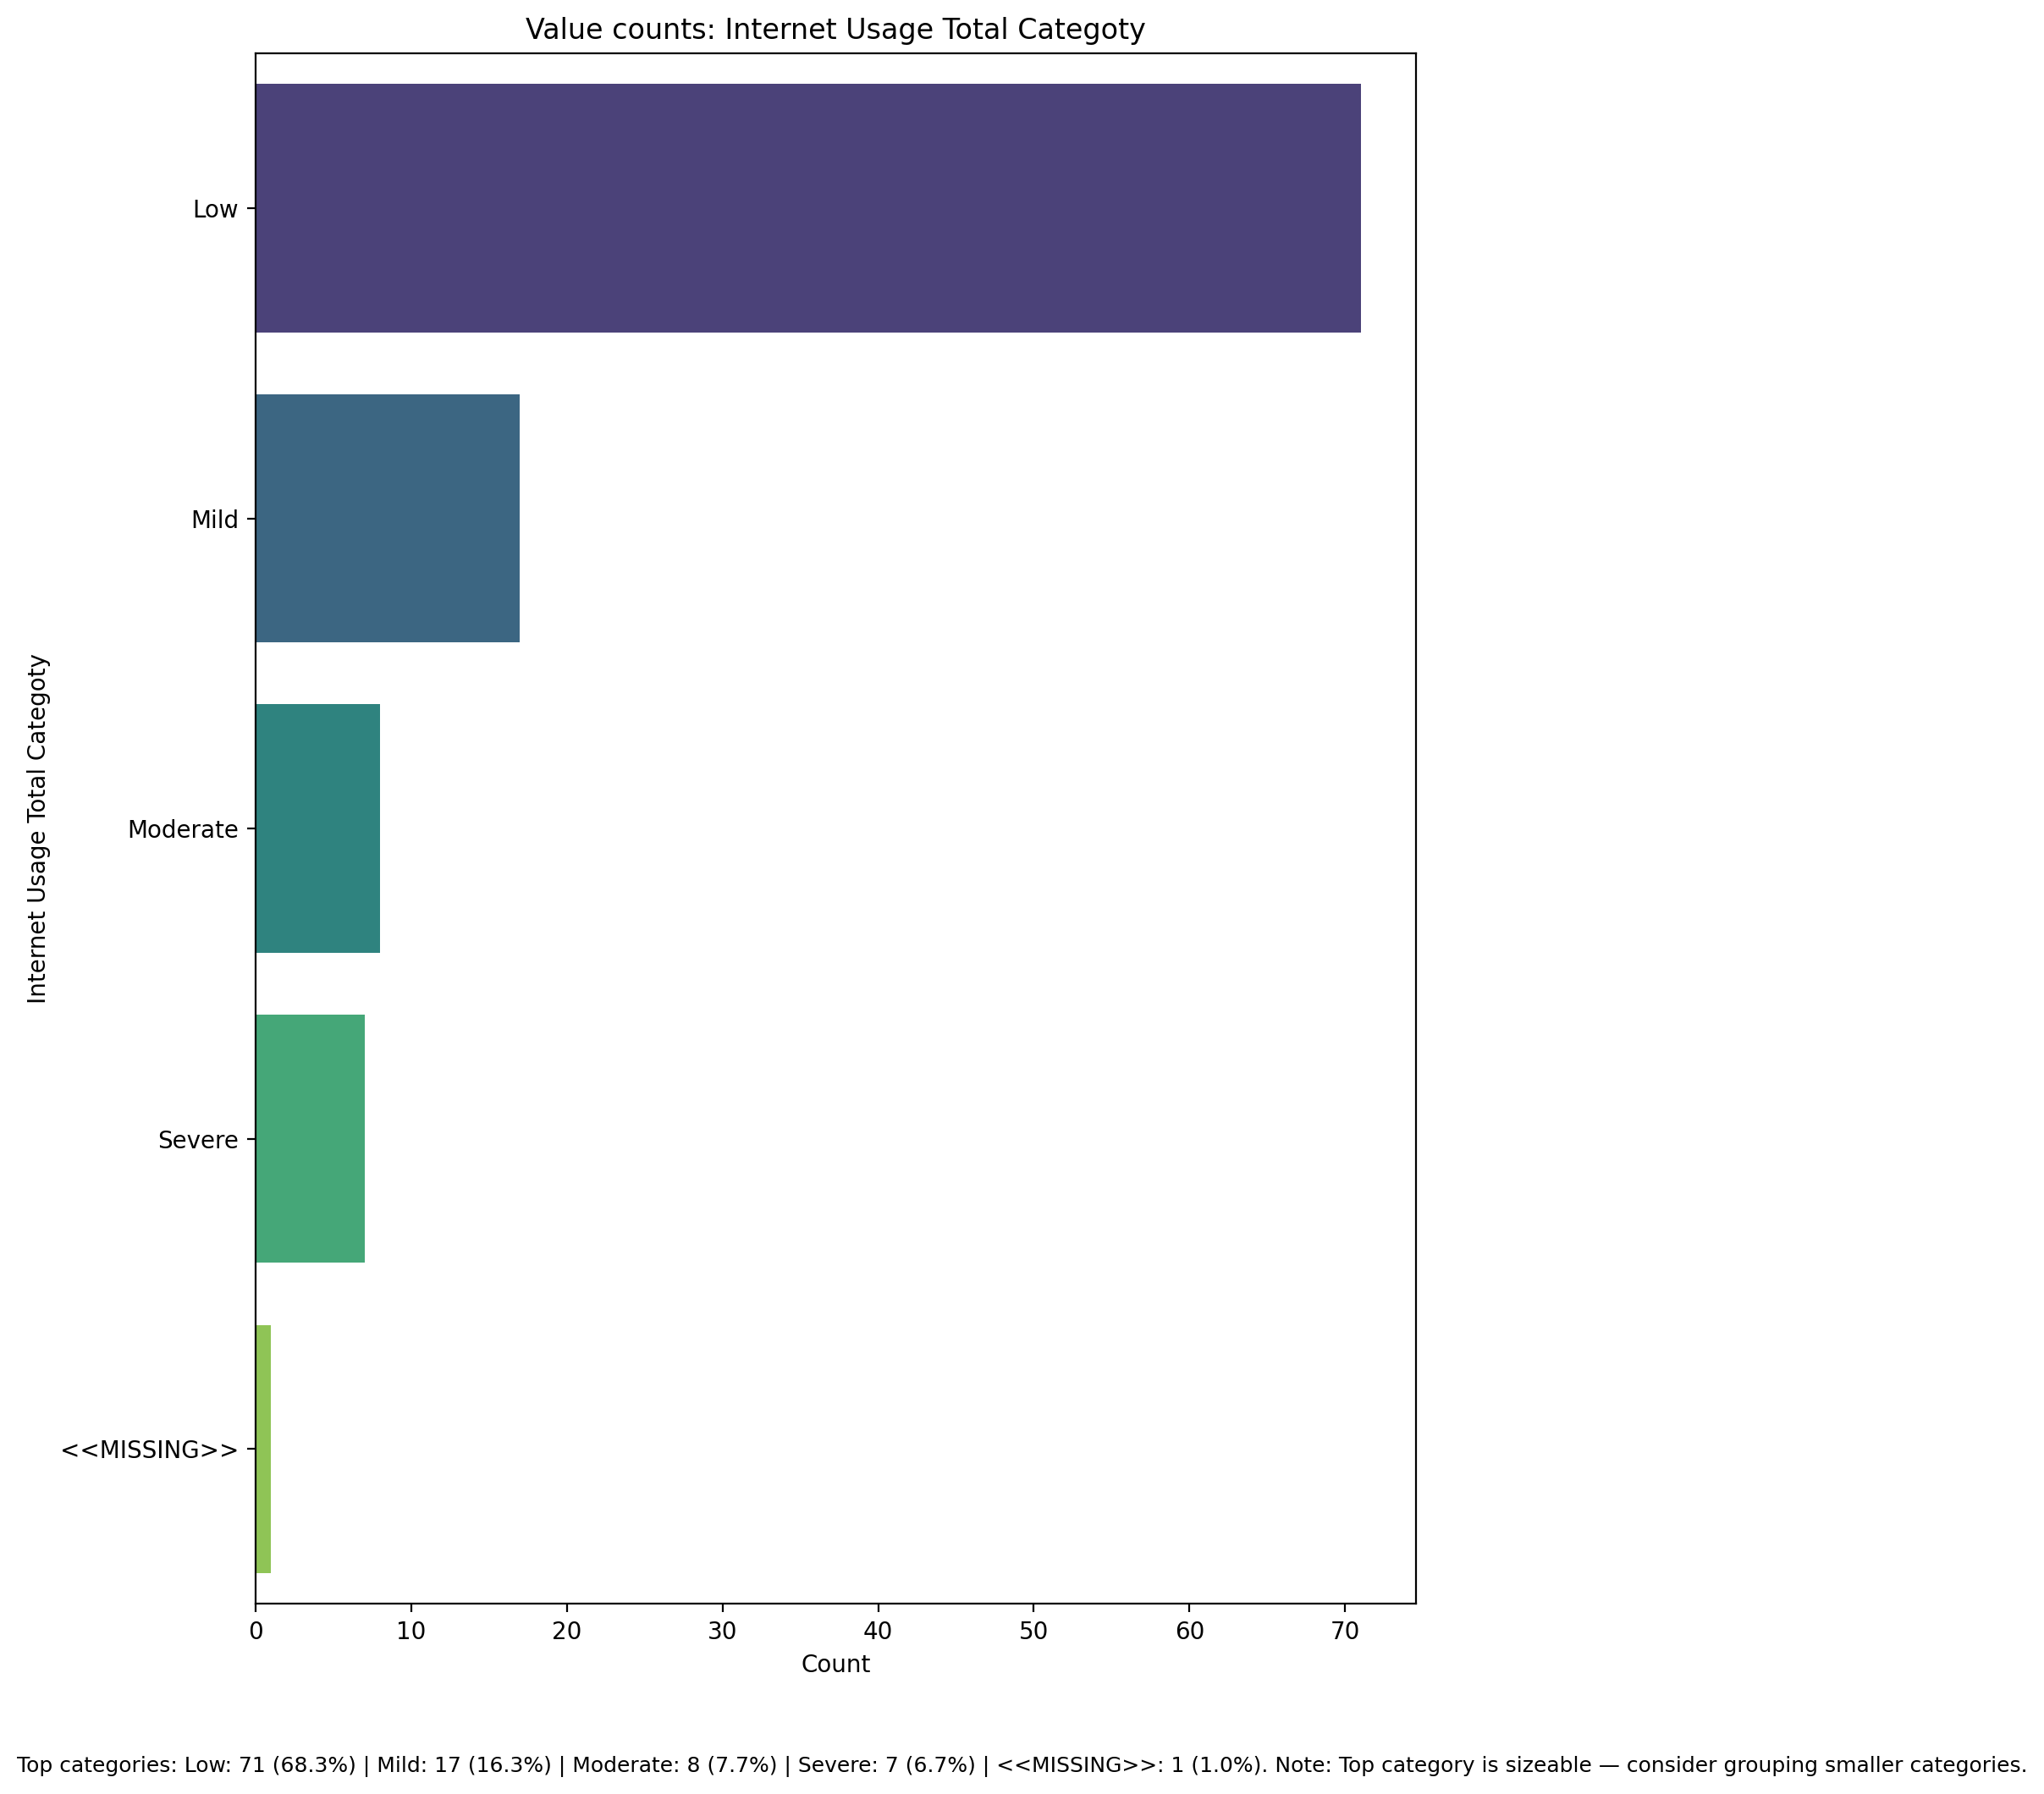 Value counts: Internet Usage Total Categoty
Internet Usage Total Categoty
Low
Mild
Moderate
Severe
<<MISSING>>
0 10 20 30 40 50 60 70
Count
Top categories: Low: 71 (68.3%) | Mild: 17 (16.3%) | Moderate: 8 (7.7%) | Severe: 7 (6.7%) | <<MISSING>>: 1 (1.0%). Note: Top category is sizeable — consider grouping smaller categories.